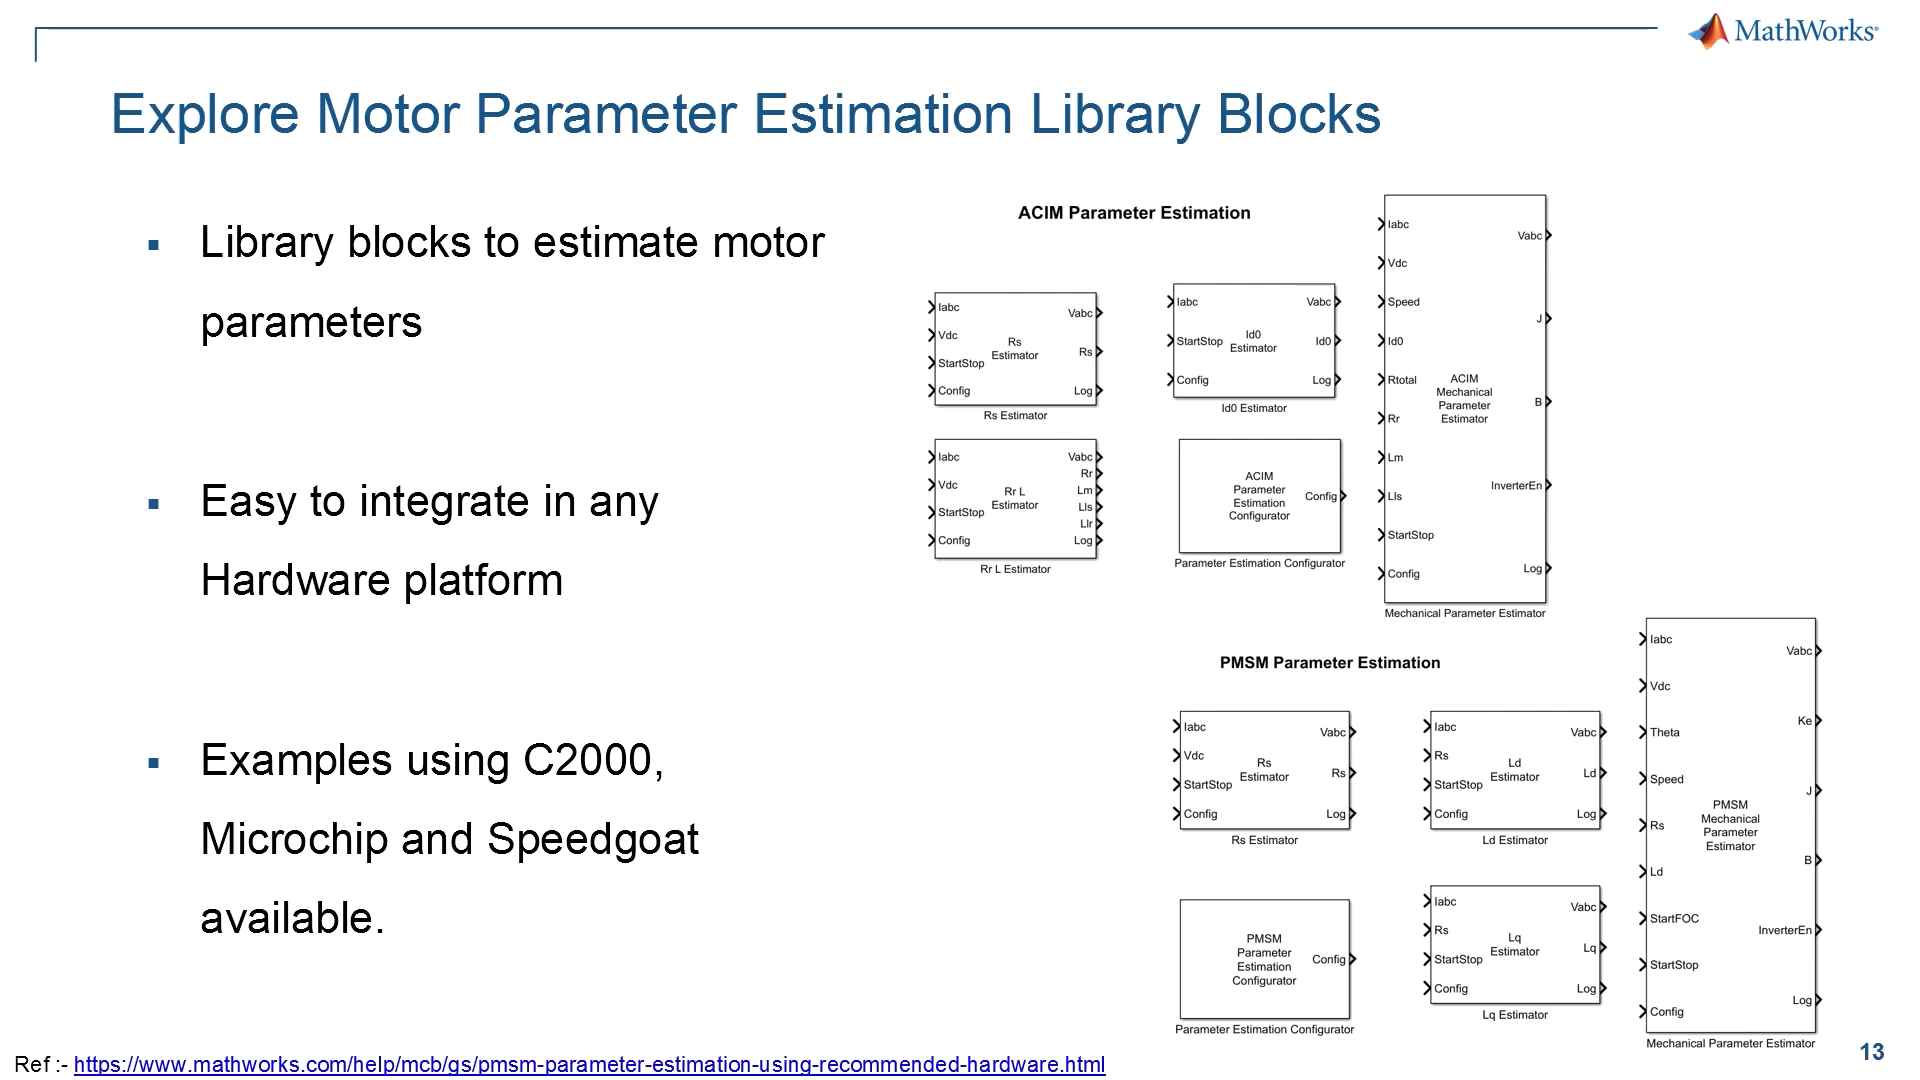 MathWorks®
Explore Motor Parameter Estimation Library Blocks
▪ Library blocks to estimate motor
parameters
▪ Easy to integrate in any
Hardware platform
▪ Examples using C2000,
Microchip and Speedgoat
available.
ACIM Parameter Estimation
Iabc
Vdc
StartStop
Config
Rs
Estimator
Vabc
Rs
Log
Rs Estimator
Iabc
StartStop
Config
Id0
Estimator
Vabc
Id0
Log
Id0 Estimator
Iabc
Vdc
StartStop
Config
Rr L
Estimator
Vabc
Rr
Lm
Lls
Llr
Log
Rr L Estimator
ACIM
Parameter
Estimation
Configurator
Config
Parameter Estimation Configurator
Iabc
Vdc
Speed
Id0
Rtotal
Rr
Lm
Lls
StartStop
Config
ACIM
Mechanical
Parameter
Estimator
Vabc
J
B
InverterEn
Log
Mechanical Parameter Estimator
PMSM Parameter Estimation
Iabc
Vdc
StartStop
Config
Rs
Estimator
Vabc
Rs
Log
Rs Estimator
Iabc
Rs
StartStop
Config
Ld
Estimator
Vabc
Ld
Log
Ld Estimator
PMSM
Parameter
Estimation
Configurator
Config
Parameter Estimation Configurator
Iabc
Rs
StartStop
Config
Lq
Estimator
Vabc
Lq
Log
Lq Estimator
Iabc
Vdc
Theta
Speed
Rs
Ld
StartFOC
StartStop
Config
PMSM
Mechanical
Parameter
Estimator
Vabc
Ke
J
B
InverterEn
Log
Mechanical Parameter Estimator
Ref :- https://www.mathworks.com/help/mcb/gs/pmsm-parameter-estimation-using-recommended-hardware.html
13